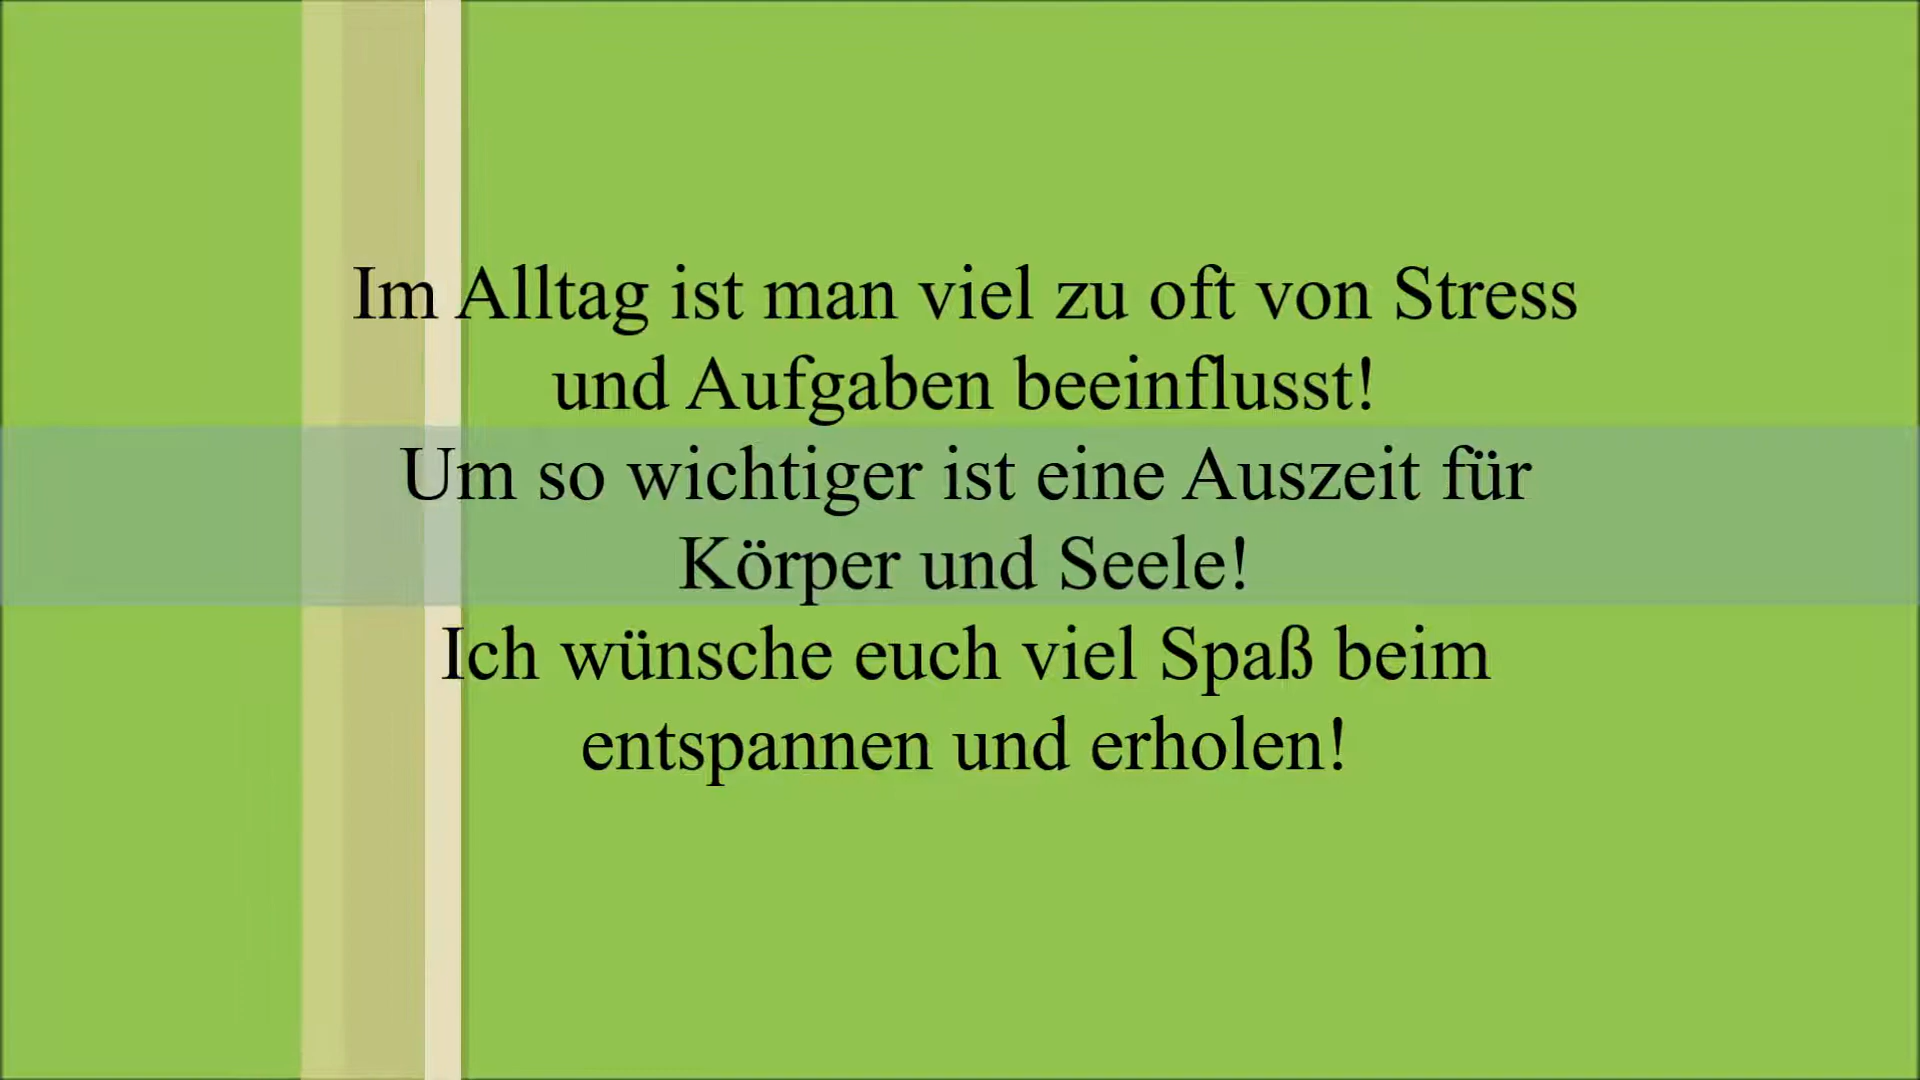 Im Alltag ist man viel zu oft von Stress
und Aufgaben beeinflusst!
Um so wichtiger ist eine Auszeit für
Körper und Seele!
Ich wünsche euch viel Spaß beim
entspannen und erholen!